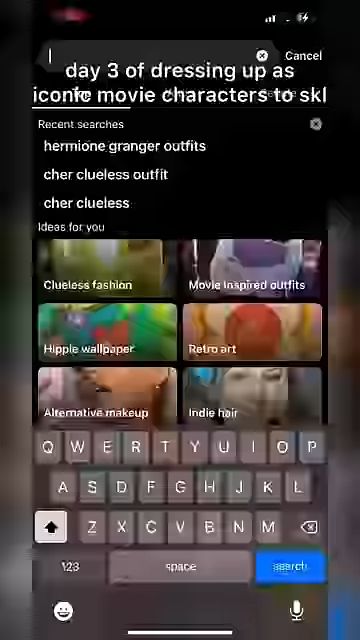 Cancel
day 3 of dressing up as
iconic movie characters to skl
Recent searches
hermione granger outfits
cher clueless outfit
cher clueless
Ideas for you
Clueless fashion
Movie inspired outfits
Hippie wallpaper
Retro art
Alternative makeup
Indie hair
Q W E R T Y U I O P
A S D F G H J K L
Z X C V B N M
123 space search